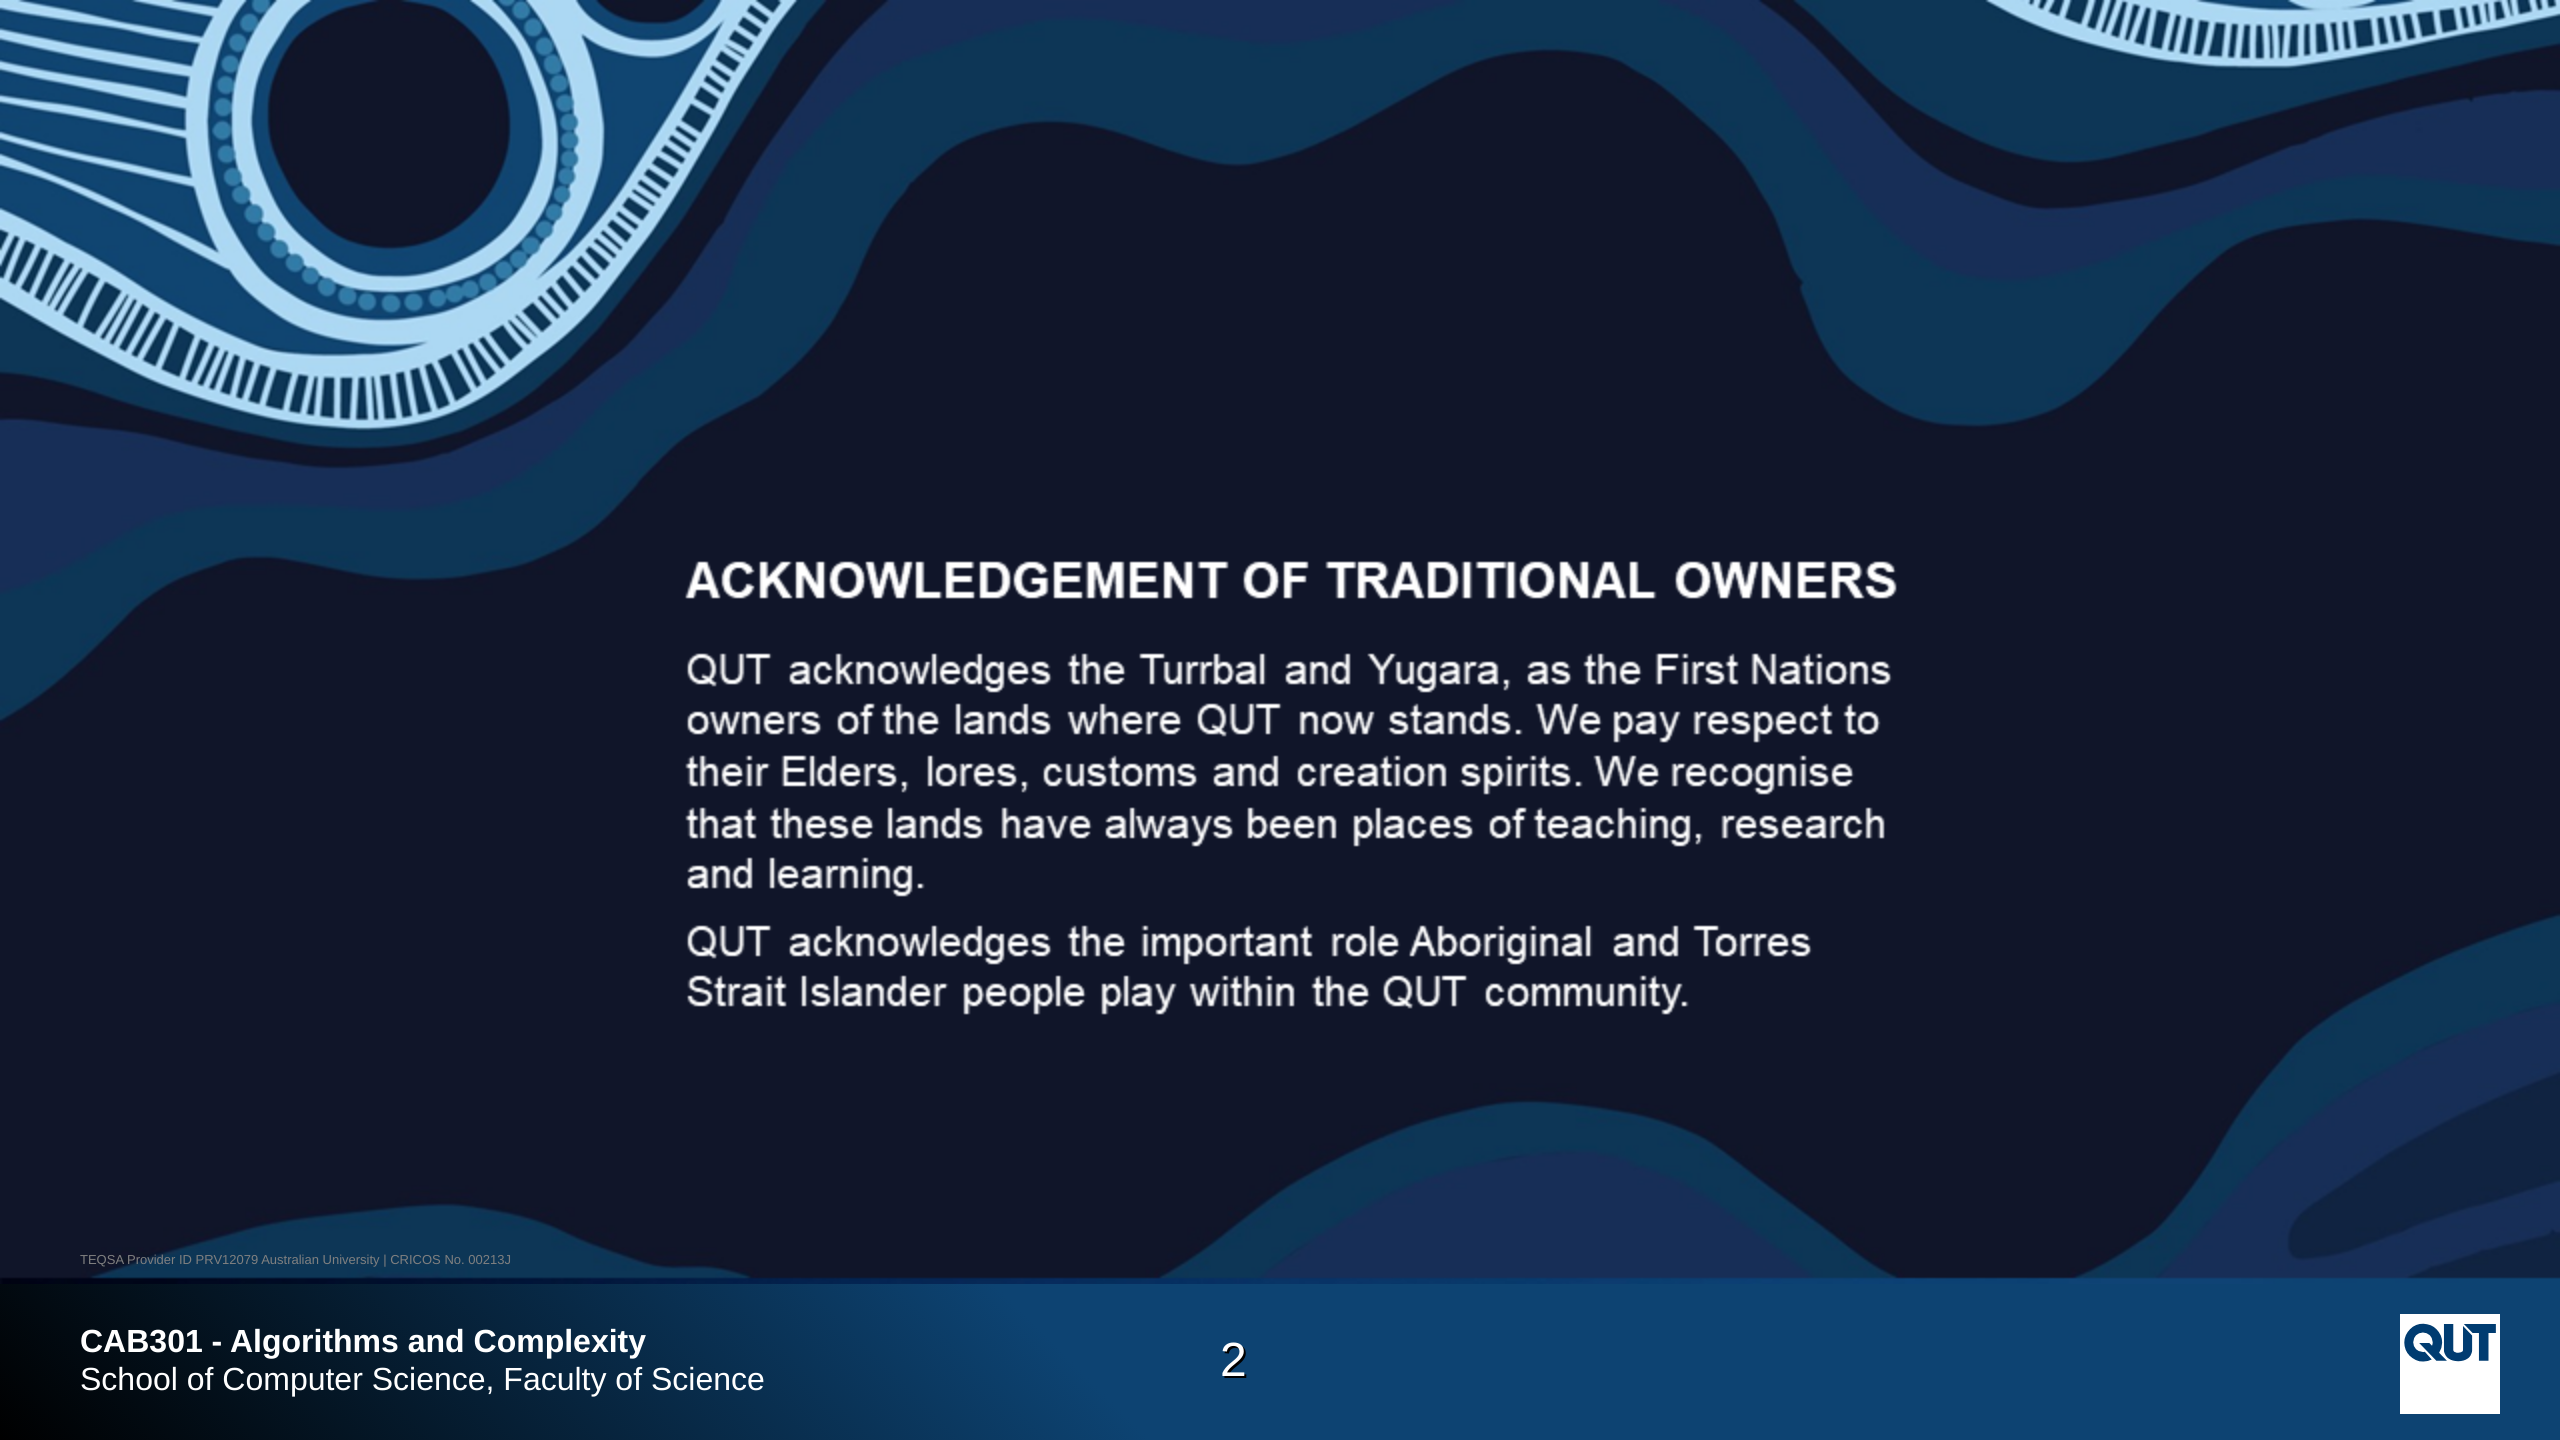 ACKNOWLEDGEMENT OF TRADITIONAL OWNERS
QUT acknowledges the Turrbal and Yugara, as the First Nations
owners of the lands where QUT now stands. We pay respect to
their Elders, lores, customs and creation spirits. We recognise
that these lands have always been places of teaching, research
and learning.
QUT acknowledges the important role Aboriginal and Torres
Strait Islander people play within the QUT community.
TEQSA Provider ID PRV12079 Australian University | CRICOS No. 00213J
CAB301 - Algorithms and Complexity
School of Computer Science, Faculty of Science
2
QUT